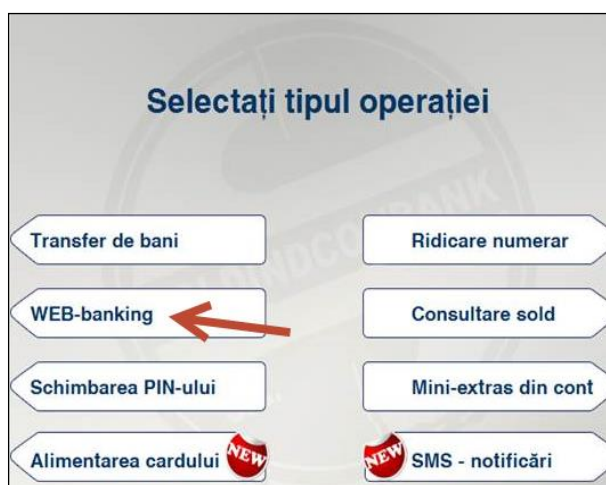 Selectați tipul operației
Transfer de bani
Ridicare numerar
WEB-banking
Consultare sold
Schimbarea PIN-ului
Mini-extras din cont
Alimentarea cardului
NEW
NEW
SMS - notificări